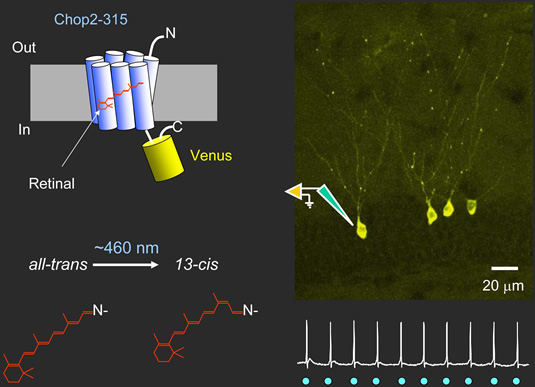 Chop2-315
N
Out
In
C
Venus
Retinal
~460 nm
all-trans
13-cis
N-
N-
20 μm